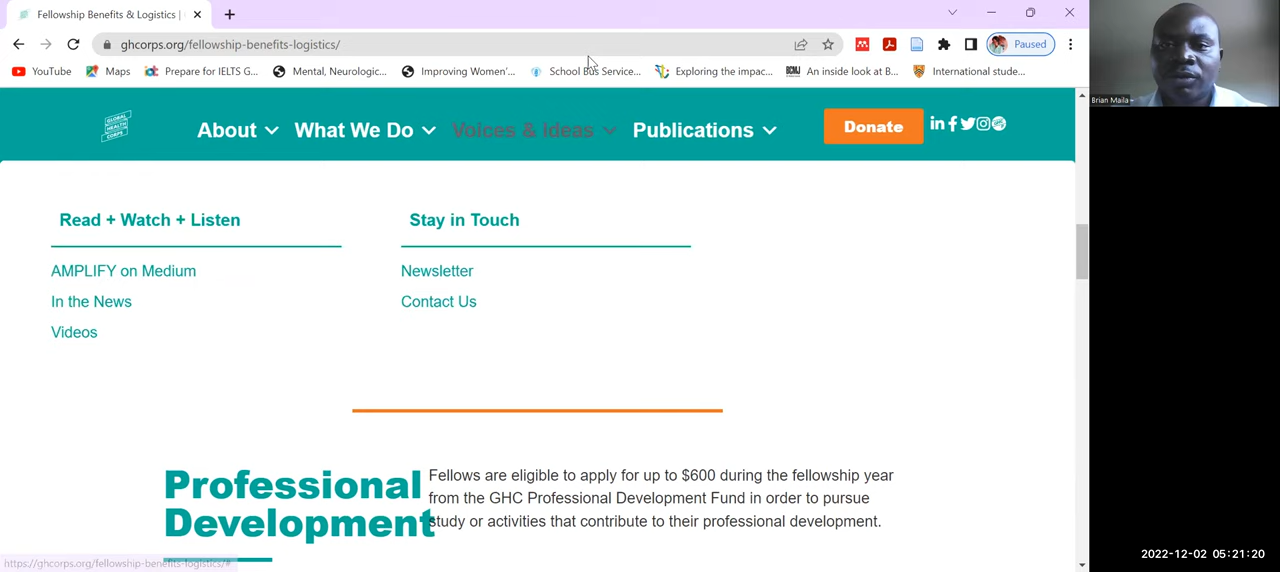 Fellowship Benefits & Logistics |
ghcorps.org/fellowship-benefits-logistics/
Paused
YouTube Maps Prepare for IELTS G... Mental, Neurologic... Improving Women'... School Bus Service... Exploring the impac... An inside look at B... International stude...
GLOBAL HEALTH CORPS
About What We Do Voices & Ideas Publications Donate
Read + Watch + Listen
AMPLIFY on Medium
In the News
Videos
Stay in Touch
Newsletter
Contact Us
Professional
Development
Fellows are eligible to apply for up to $600 during the fellowship year
from the GHC Professional Development Fund in order to pursue
study or activities that contribute to their professional development.
https://ghcorps.org/fellowship-benefits-logistics/#
Brian Maila
2022-12-02 05:21:20